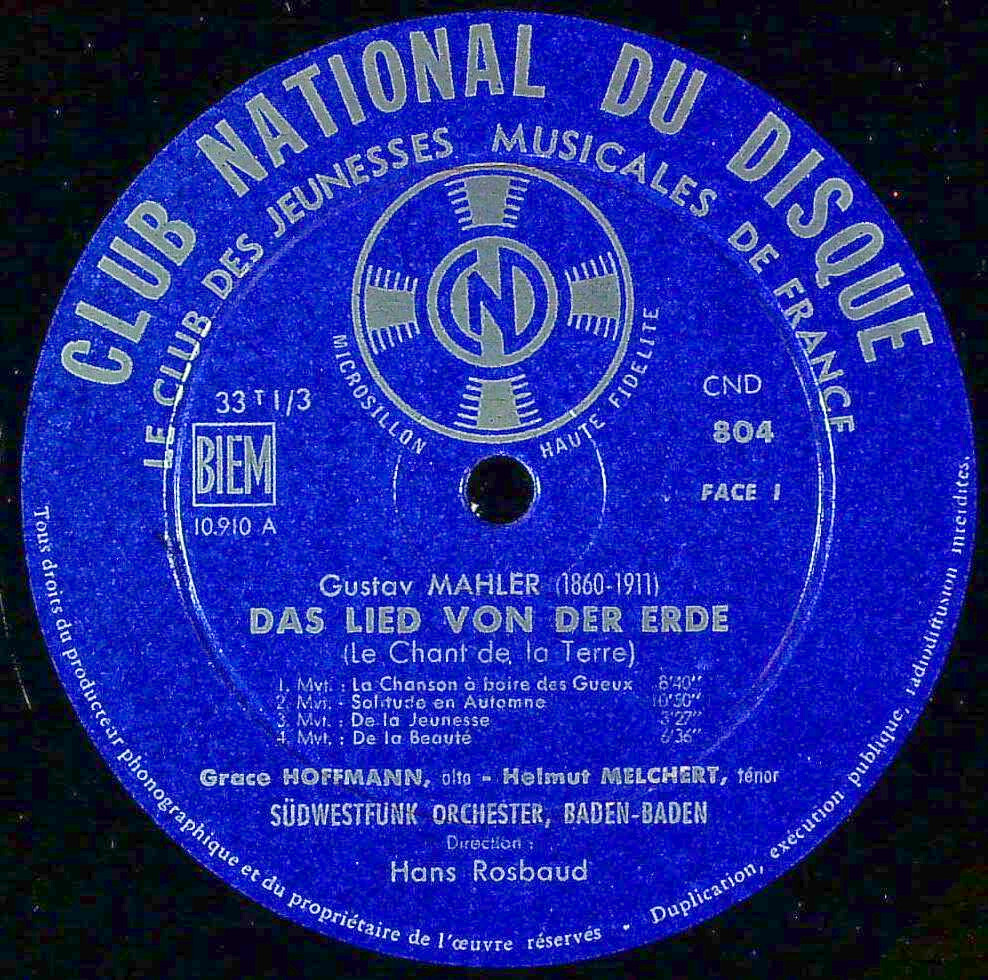 CLUB NATIONAL DU DISQUE
LE CLUB DES JEUNESSES MUSICALES DE FRANCE
CN
MICROSILLON
HAUTE FIDELITE
33 T 1/3
BIEM
10.910 A
CND
804
FACE 1
Gustav MAHLER (1860-1911)
DAS LIED VON DER ERDE
(Le Chant de la Terre)
1. Mvt. : La Chanson à boire des Gueux 8'40"
2. Mvt. - Solitude en Automne 10'50"
3. Mvt. : De la Jeunesse 3'27"
4. Mvt. : De la Beauté 6'36"
Grace HOFFMANN, alto - Helmut MELCHERT, ténor
SÜDWESTFUNK ORCHESTER, BADEN-BADEN
Direction :
Hans Rosbaud
Tous droits du producteur phonographique et du propriétaire de l'œuvre réservés · Duplication, exécution publique, radiodiffusion interdites.